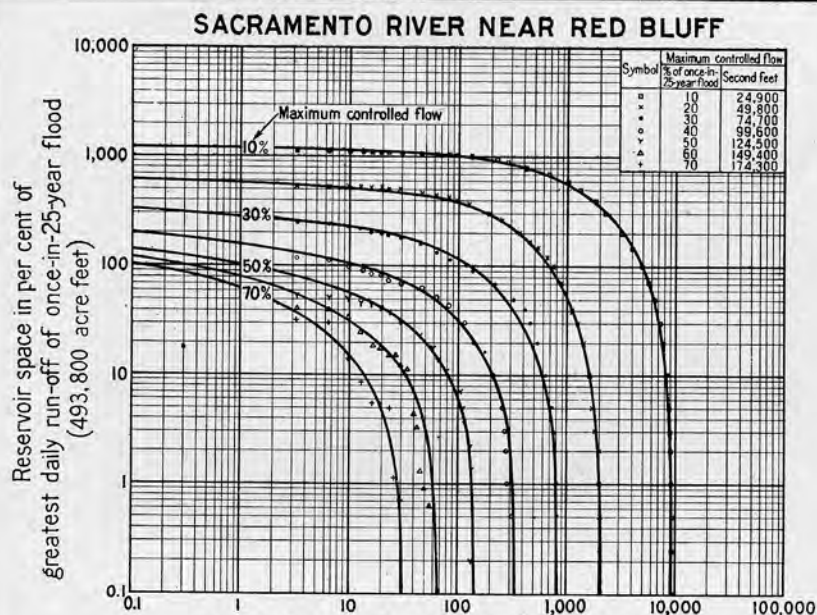 SACRAMENTO RIVER NEAR RED BLUFF
10,000
1,000
100
10
1
0.1
Reservoir space in per cent of
greatest daily run-off of once-in-25-year flood
(493,800 acre feet)
Maximum controlled flow
10%
30%
50%
70%
Symbol
Maximum controlled flow
% of once-in-25-year flood
Second feet
10 24,900
× 20 49,800
30 74,700
○ 40 99,600
Y 50 124,500
△ 60 149,400
+ 70 174,300
0.1 1 10 100 1,000 10,000 100,000